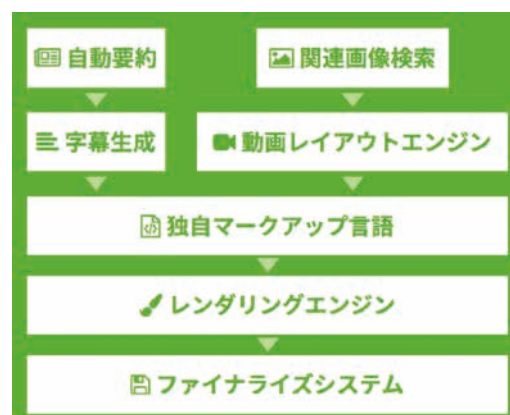 自動要約
関連画像検索
字幕生成
動画レイアウトエンジン
独自マークアップ言語
レンダリングエンジン
ファイナライズシステム